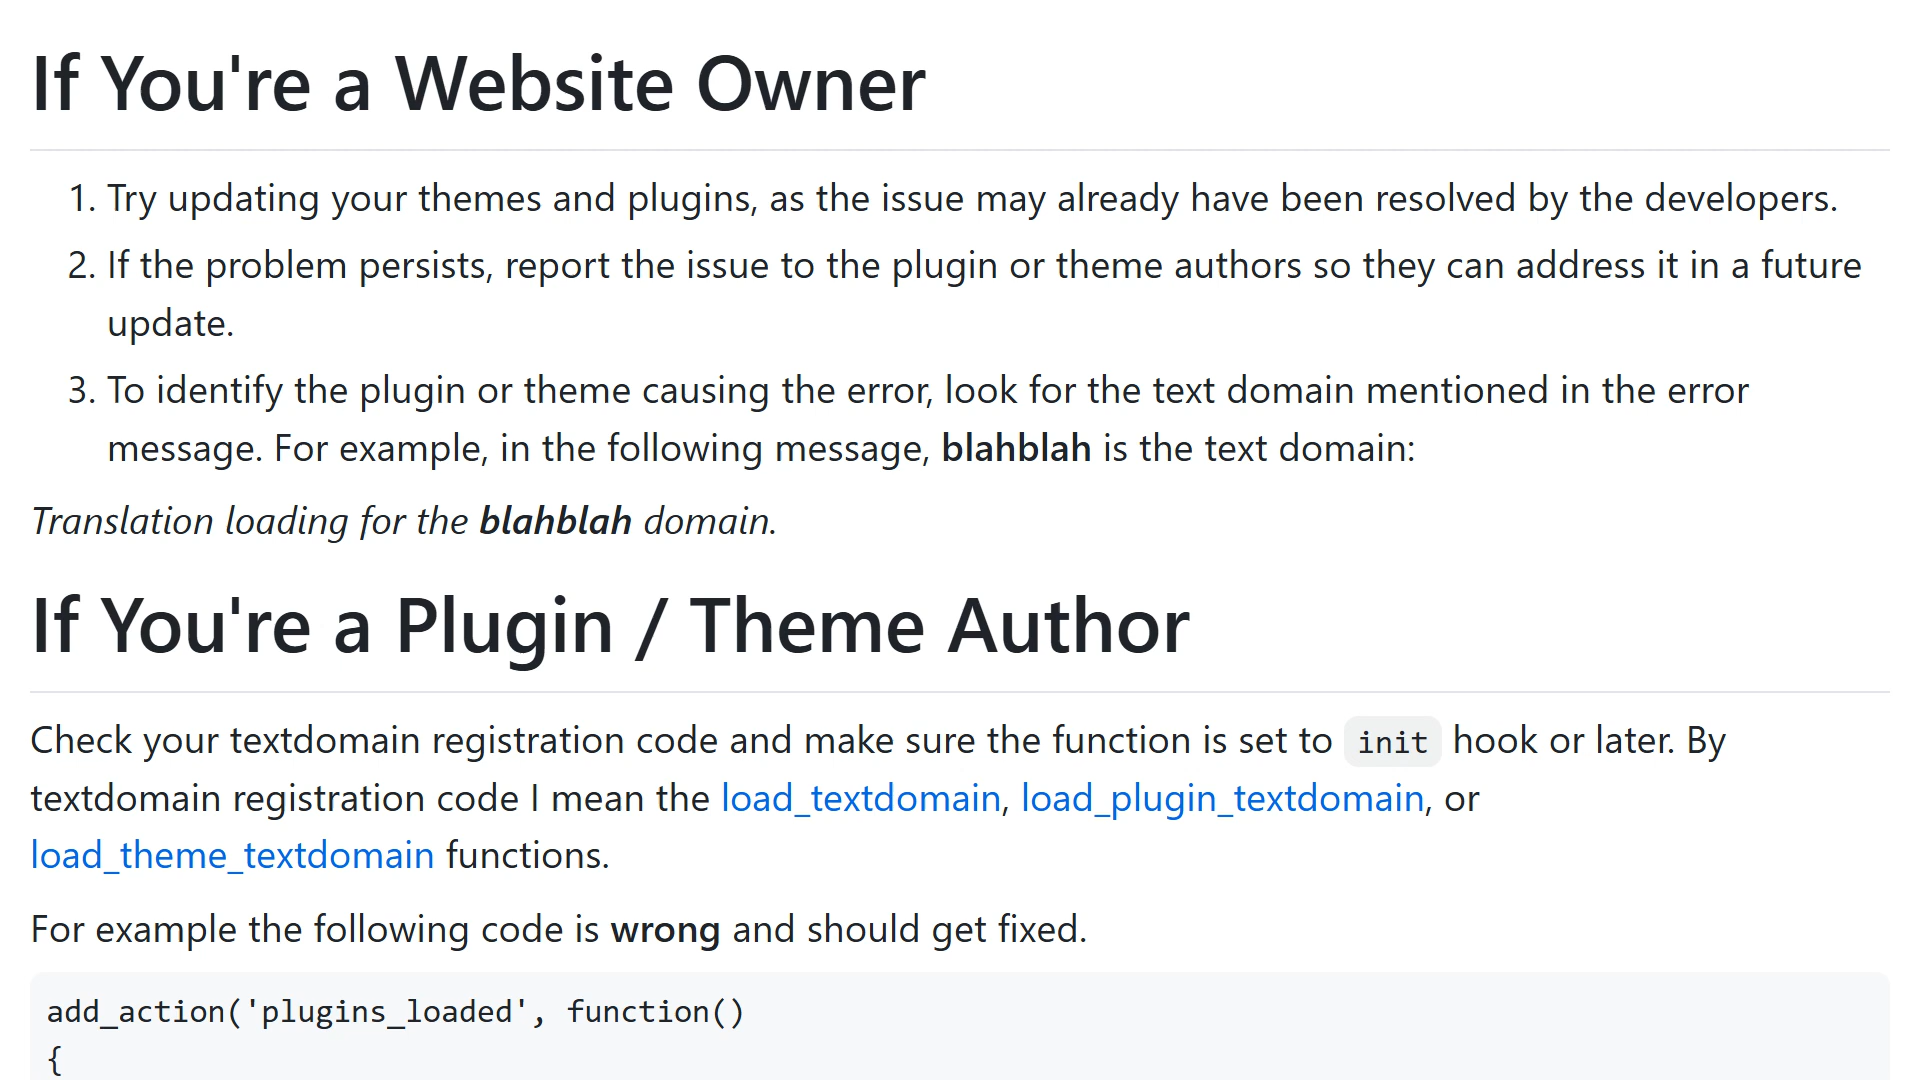 If You're a Website Owner
1. Try updating your themes and plugins, as the issue may already have been resolved by the developers.
2. If the problem persists, report the issue to the plugin or theme authors so they can address it in a future
update.
3. To identify the plugin or theme causing the error, look for the text domain mentioned in the error
message. For example, in the following message, blahblah is the text domain:
Translation loading for the blahblah domain.
If You're a Plugin / Theme Author
Check your textdomain registration code and make sure the function is set to init hook or later. By
textdomain registration code I mean the load_textdomain, load_plugin_textdomain, or
load_theme_textdomain functions.
For example the following code is wrong and should get fixed.
add_action('plugins_loaded', function()
{